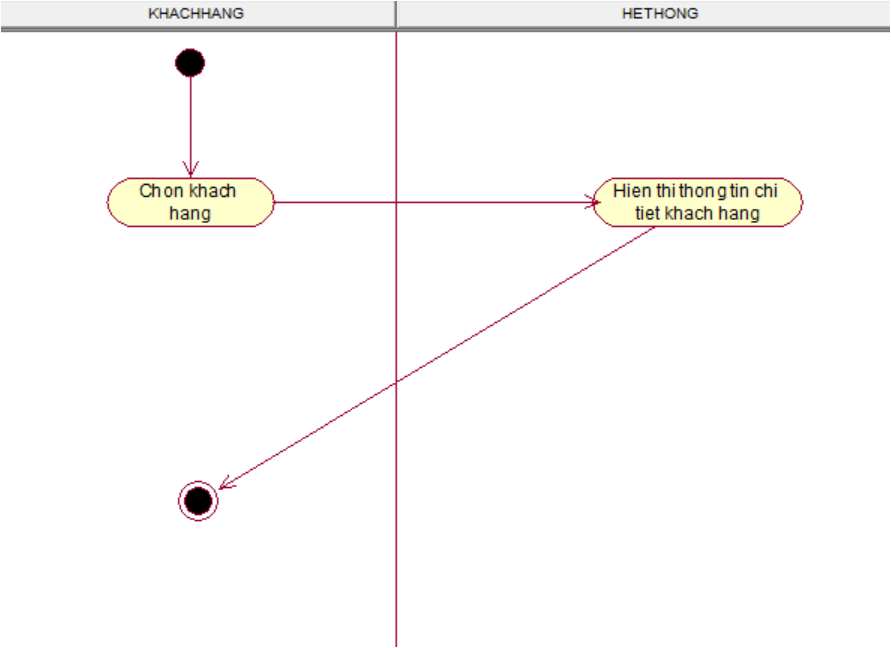 KHACHHANG
HETHONG
Chon khach
hang
Hien thi thong tin chi
tiet khach hang